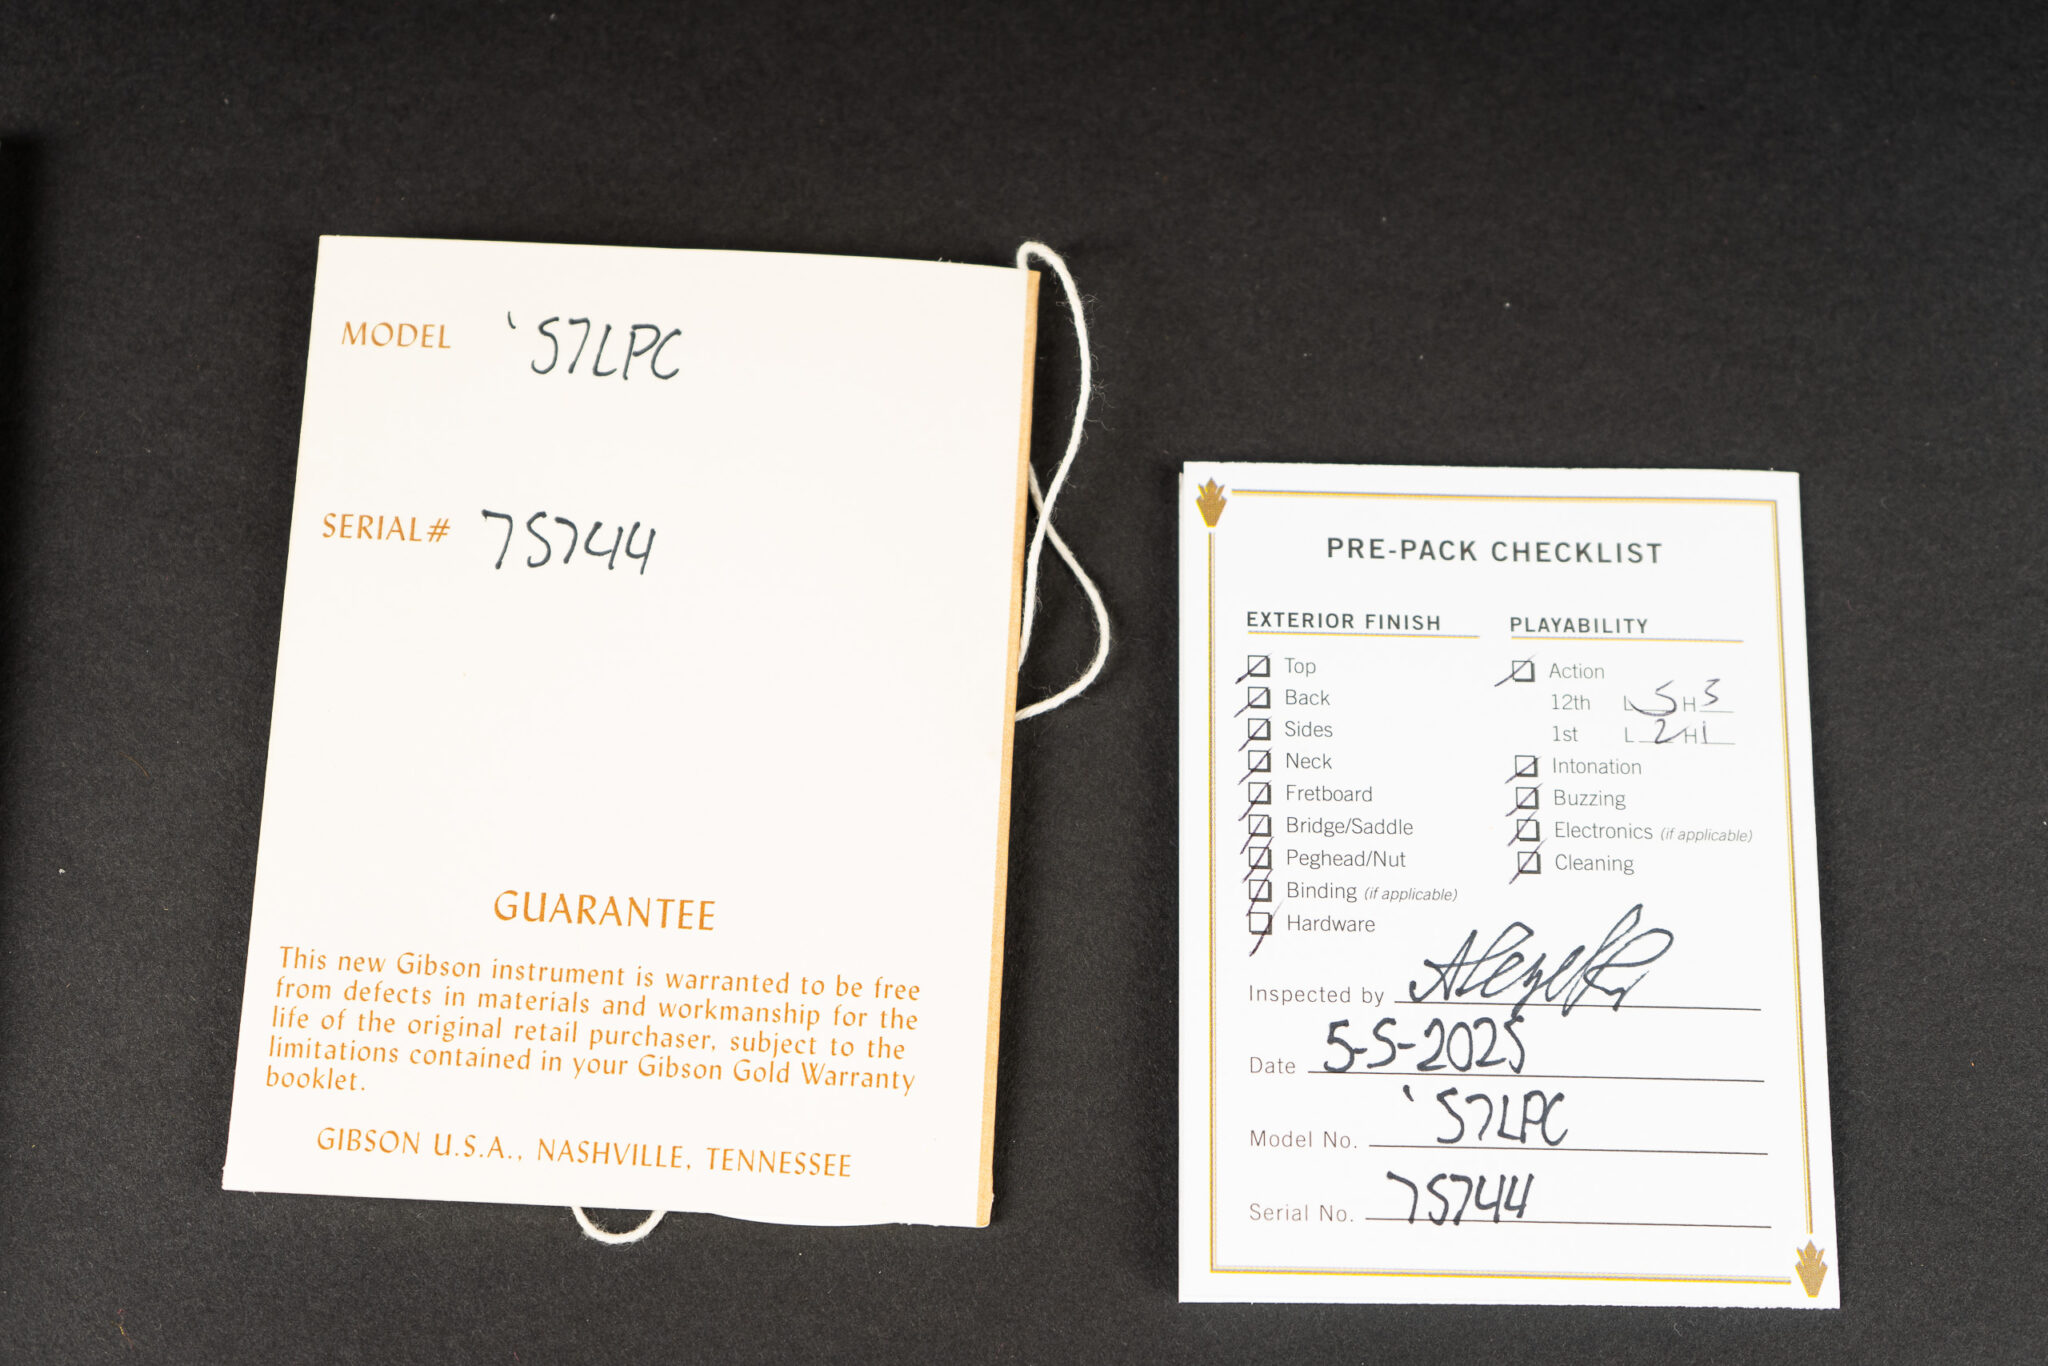 MODEL '57LPC
SERIAL# 75744
GUARANTEE
This new Gibson instrument is warranted to be free
from defects in materials and workmanship for the
life of the original retail purchaser, subject to the
limitations contained in your Gibson Gold Warranty
booklet.
GIBSON U.S.A., NASHVILLE, TENNESSEE
PRE-PACK CHECKLIST
EXTERIOR FINISH
Top
Back
Sides
Neck
Fretboard
Bridge/Saddle
Peghead/Nut
Binding (if applicable)
Hardware
PLAYABILITY
Action
12th L 5 H 3
1st L 2 H 1
Intonation
Buzzing
Electronics (if applicable)
Cleaning
Inspected by
Date 5-5-2025
Model No. '57LPC
Serial No. 75744